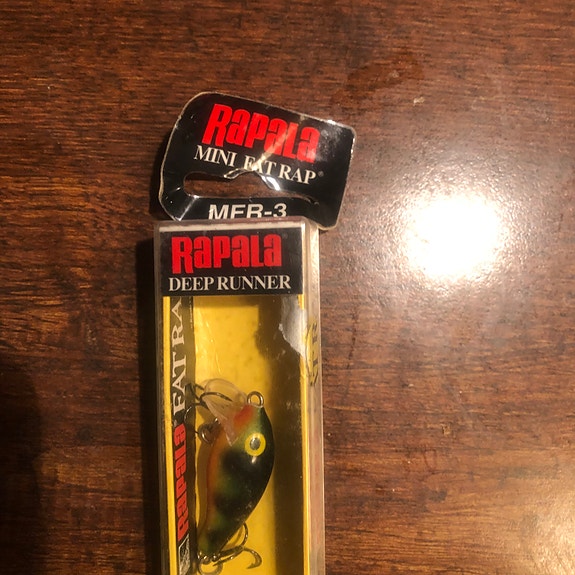 Rapala
MINI FAT RAP®
MFR-3
Rapala
DEEP RUNNER
Rapala FAT RA